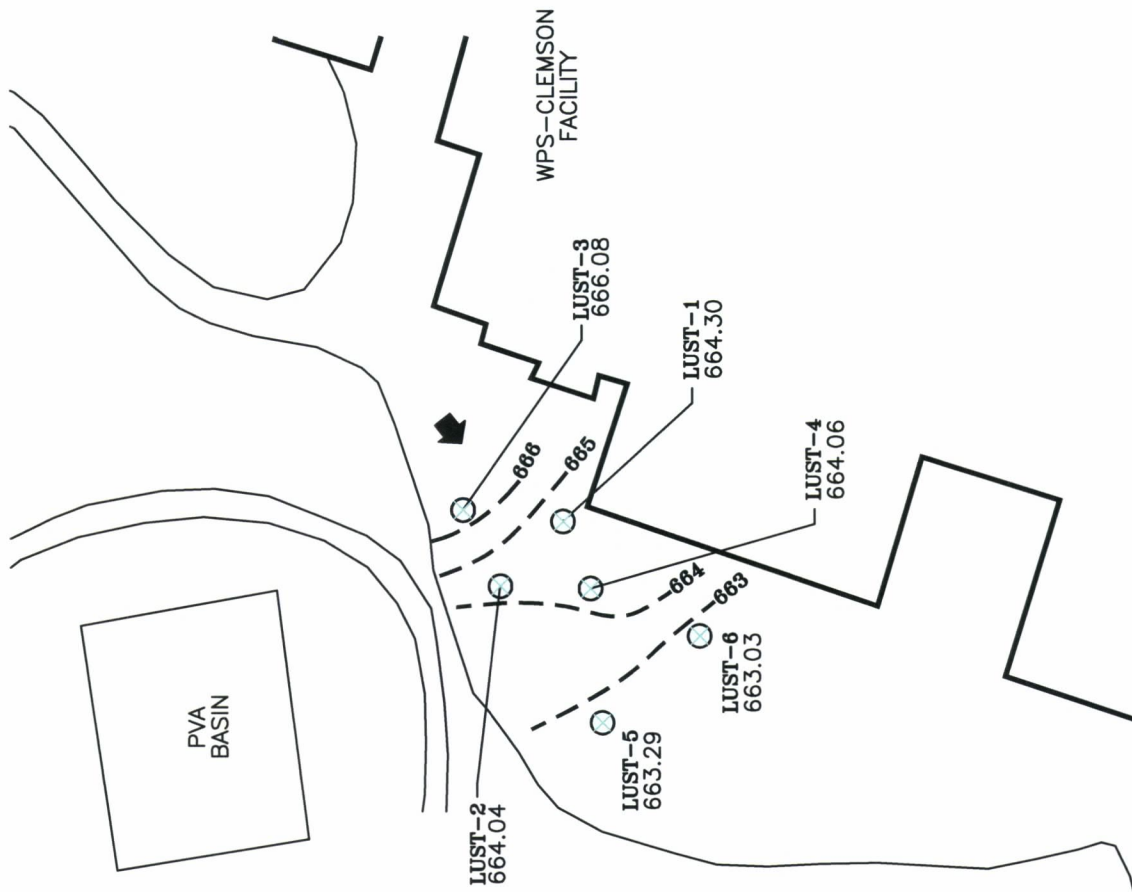 WPS-CLEMSON
FACILITY
LUST-3
666.08
LUST-1
664.30
LUST-4
664.06
666
665
664
663
PVA
BASIN
LUST-6
663.03
LUST-5
663.29
LUST-2
664.04